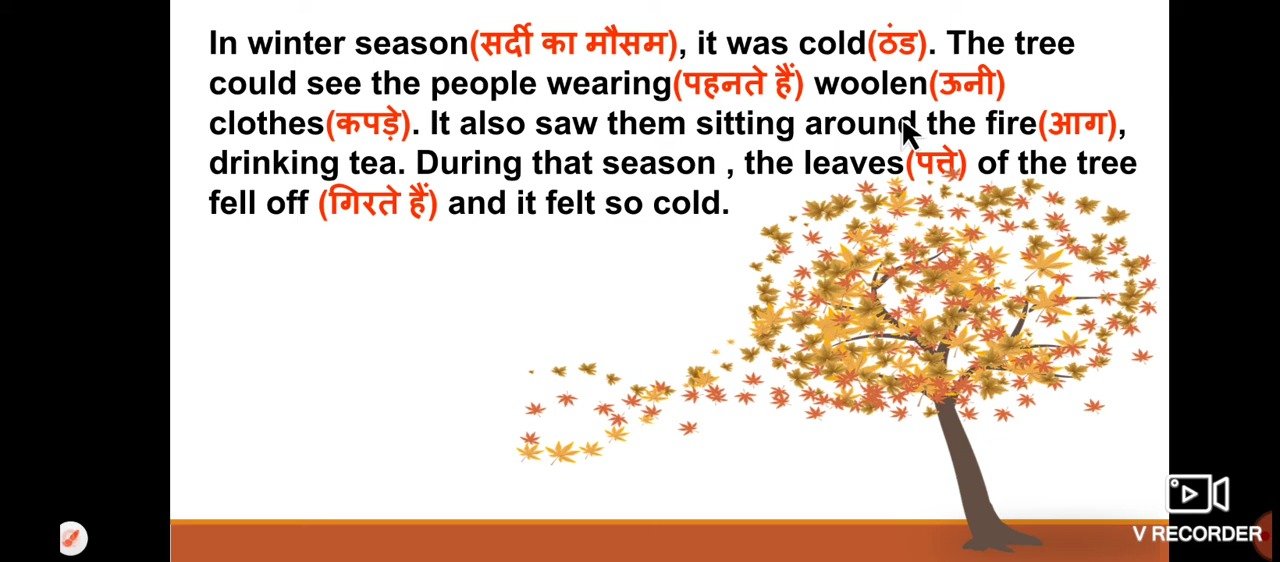 In winter season(सर्दी का मौसम), it was cold(ठंड). The tree
could see the people wearing(पहनते हैं) woolen(ऊनी)
clothes(कपड़े). It also saw them sitting around the fire(आग),
drinking tea. During that season , the leaves(पत्ते) of the tree
fell off (गिरते हैं) and it felt so cold.
V RECORDER